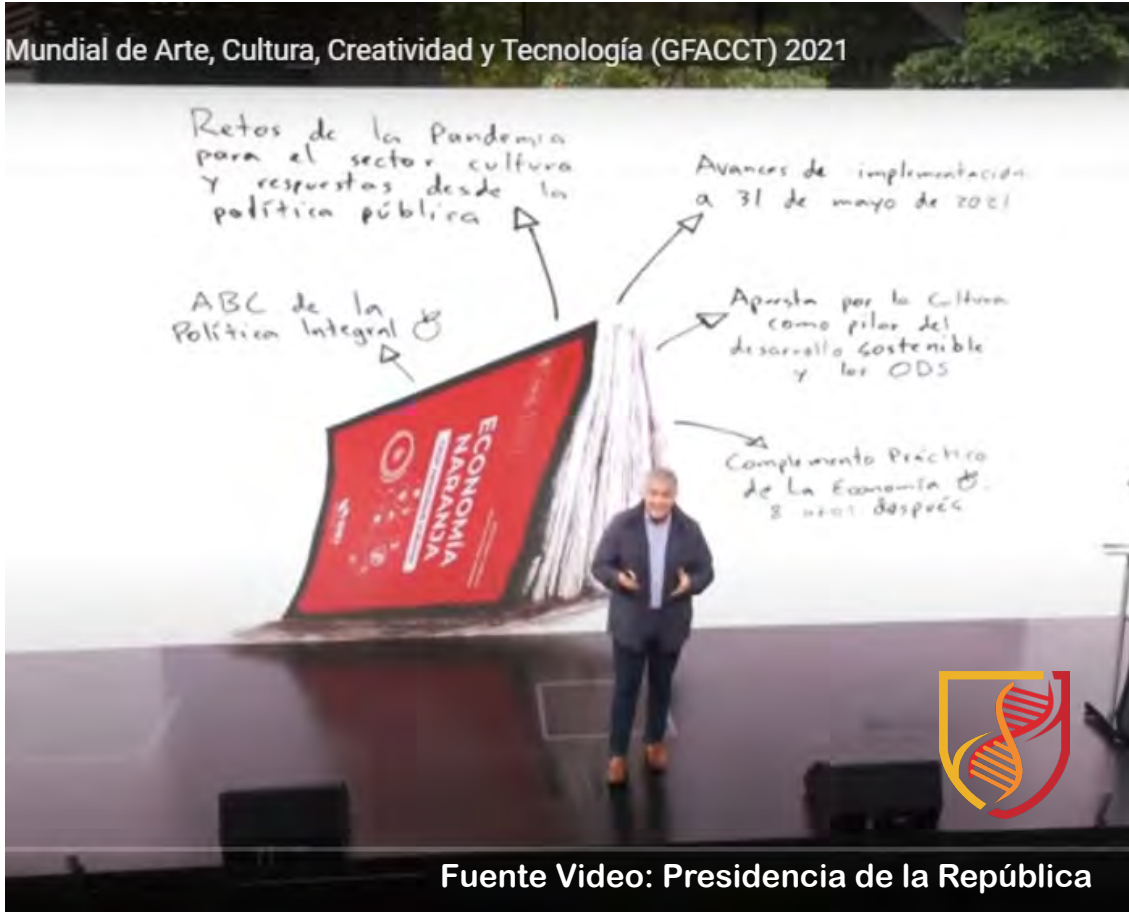 Mundial de Arte, Cultura, Creatividad y Tecnología (GFACCT) 2021
Retos de la Pandemia
para el sector cultura
y respuestas desde la
política pública
Avances de implementación
a 31 de mayo de 2021
ABC de la
Política Integral
Apuesta por la Cultura
como pilar del
desarrollo sostenible
y los ODS
Complemento Práctico
de La Economía
8 años después
ECONOMÍA
NARANJA
Fuente Video: Presidencia de la República